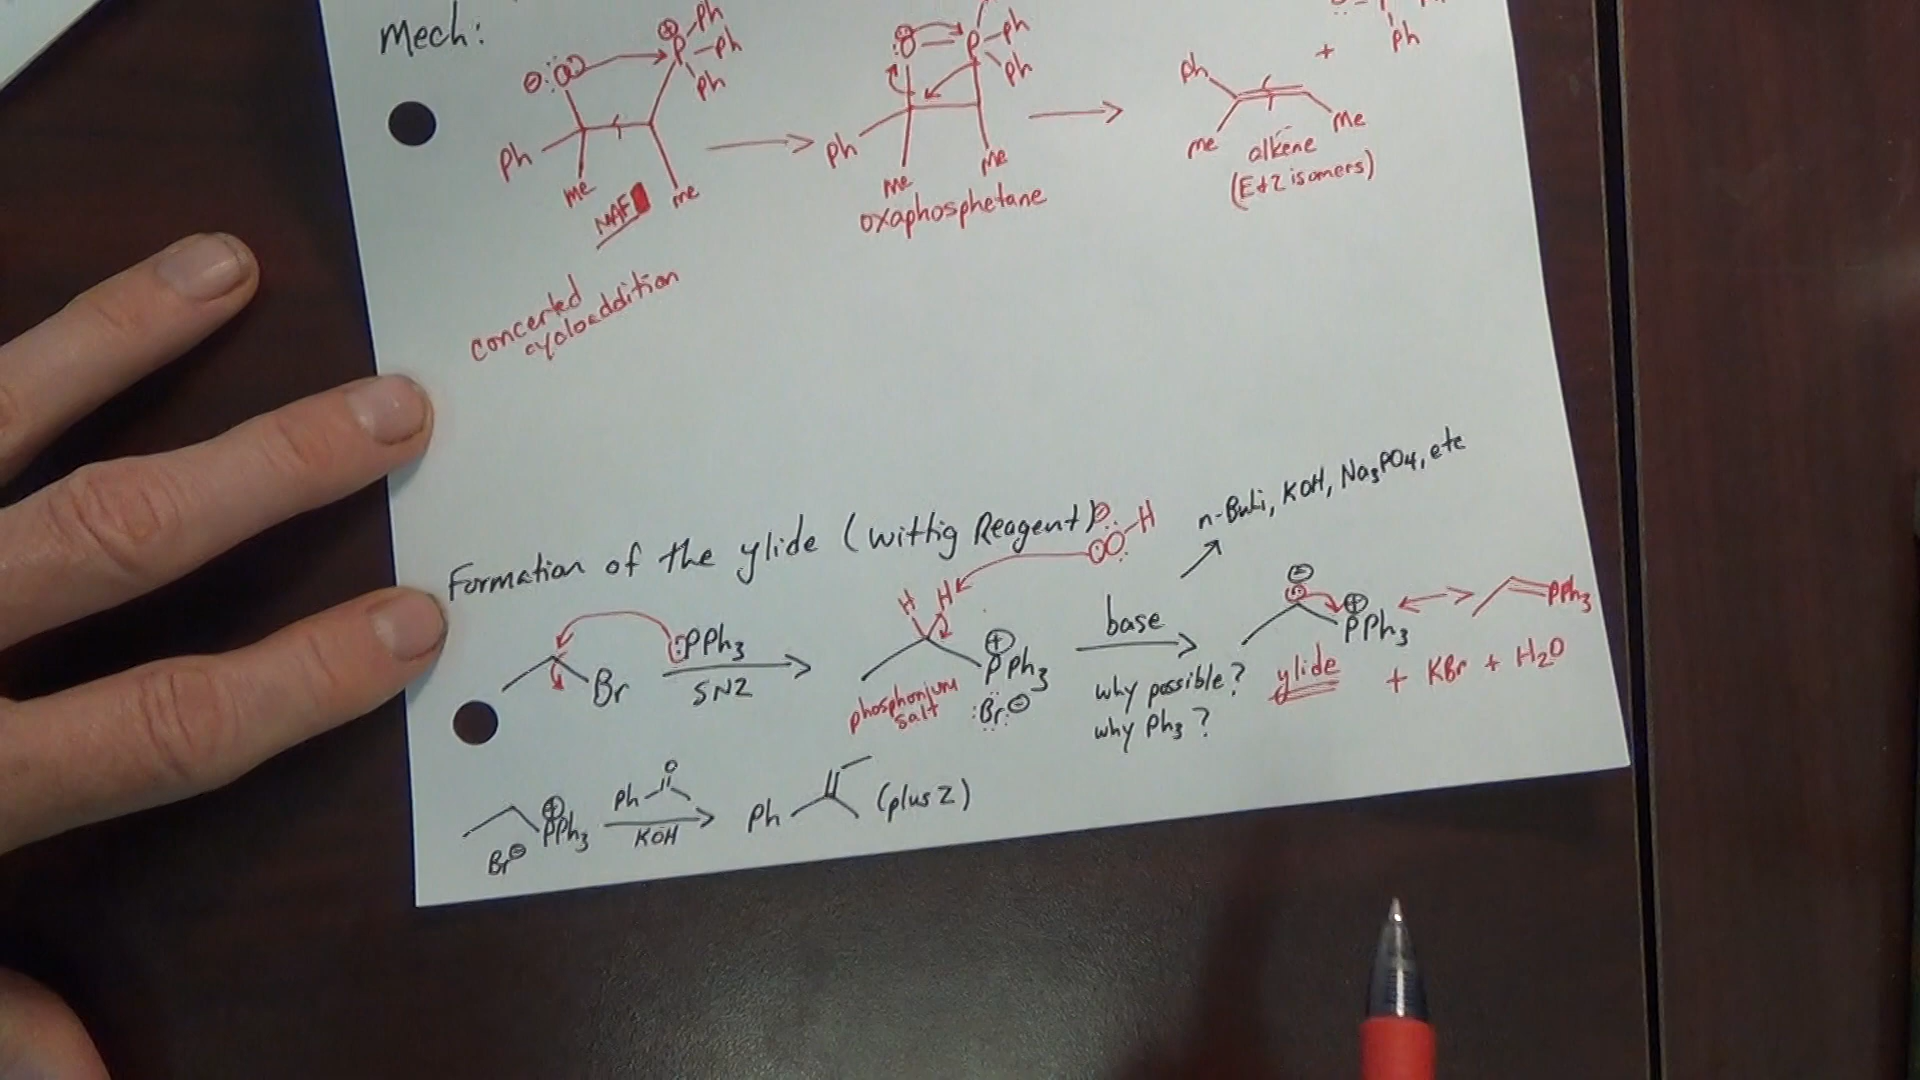 Mech:
⊖:Ö: ⊕ P Ph Ph Ph
Ph Me Me
NAF
:O P Ph Ph
Ph Me Me
oxaphosphetane
Ph Me Me
alkene
(E+Z isomers)
+ Ph
concerted
cycloaddition
Formation of the ylide (Wittig Reagent)
Br :PPh₃
SN2
H H ⊕ PPh₃
phosphonium
salt
:Br:⊖
⊖ :O: H
base
n-BuLi, KOH, Na₃PO₄, etc
why possible?
why Ph₃?
⊖ ⊕ PPh₃ ↔ PPh₃
ylide + KBr + H₂O
⊕ PPh₃ Br⊖
Ph O
KOH
Ph (plus Z)